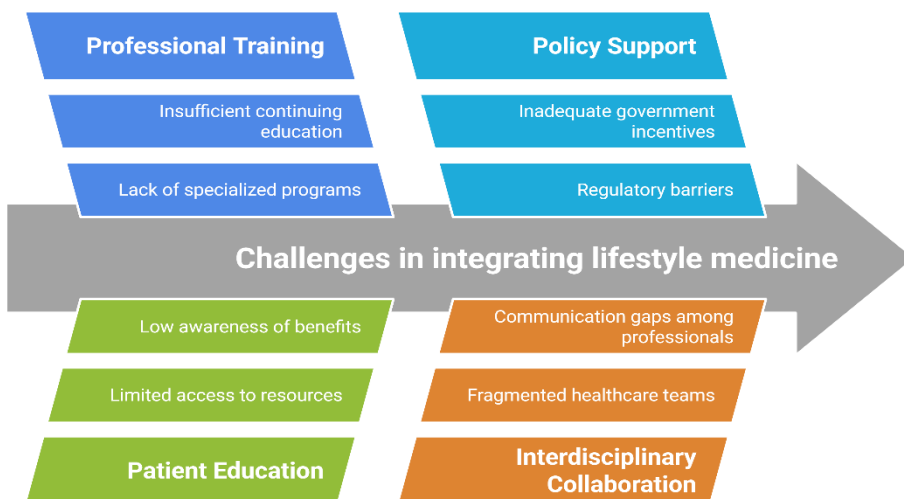 Professional Training
Insufficient continuing
education
Lack of specialized programs
Policy Support
Inadequate government
incentives
Regulatory barriers
Challenges in integrating lifestyle medicine
Low awareness of benefits
Limited access to resources
Patient Education
Communication gaps among
professionals
Fragmented healthcare teams
Interdisciplinary
Collaboration